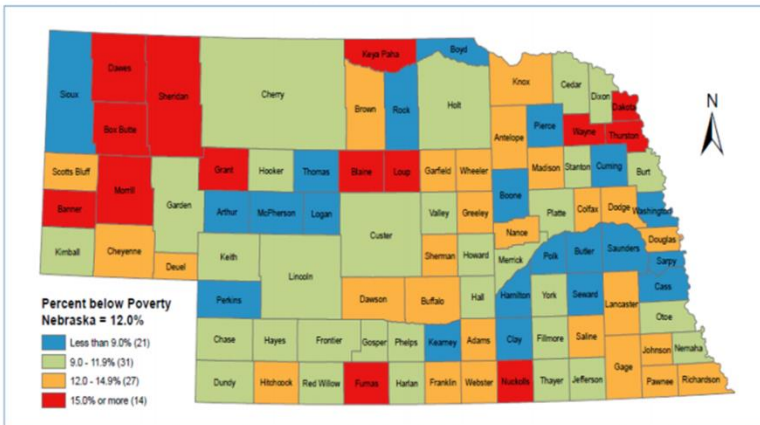 Keya Paha Boyd
Dawes Knox
Sioux Sheridan Cherry Brown Rock Holt Cedar Dixon Dakota
N
Box Butte Antelope Pierce Wayne Thurston
Scotts Bluff Grant Hooker Thomas Blaine Loup Garfield Wheeler Madison Stanton Cuming Burt
Morrill
Banner Garden Arthur McPherson Logan Valley Greeley Boone Platte Colfax Dodge Washington
Custer Nance Douglas
Kimball Cheyenne Deuel Keith Sherman Howard Merrick Polk Butler Saunders Sarpy
Lincoln
Perkins Dawson Buffalo Hall Hamilton York Seward Lancaster Cass
Otoe
Percent below Poverty
Nebraska = 12.0%
Less than 9.0% (21)
9.0 - 11.9% (31)
12.0 - 14.9% (27)
15.0% or more (14)
Chase Hayes Frontier Gosper Phelps Kearney Adams Clay Fillmore Saline Johnson Nemaha
Dundy Hitchcock Red Willow Furnas Harlan Franklin Webster Nuckolls Thayer Jefferson Gage Pawnee Richardson